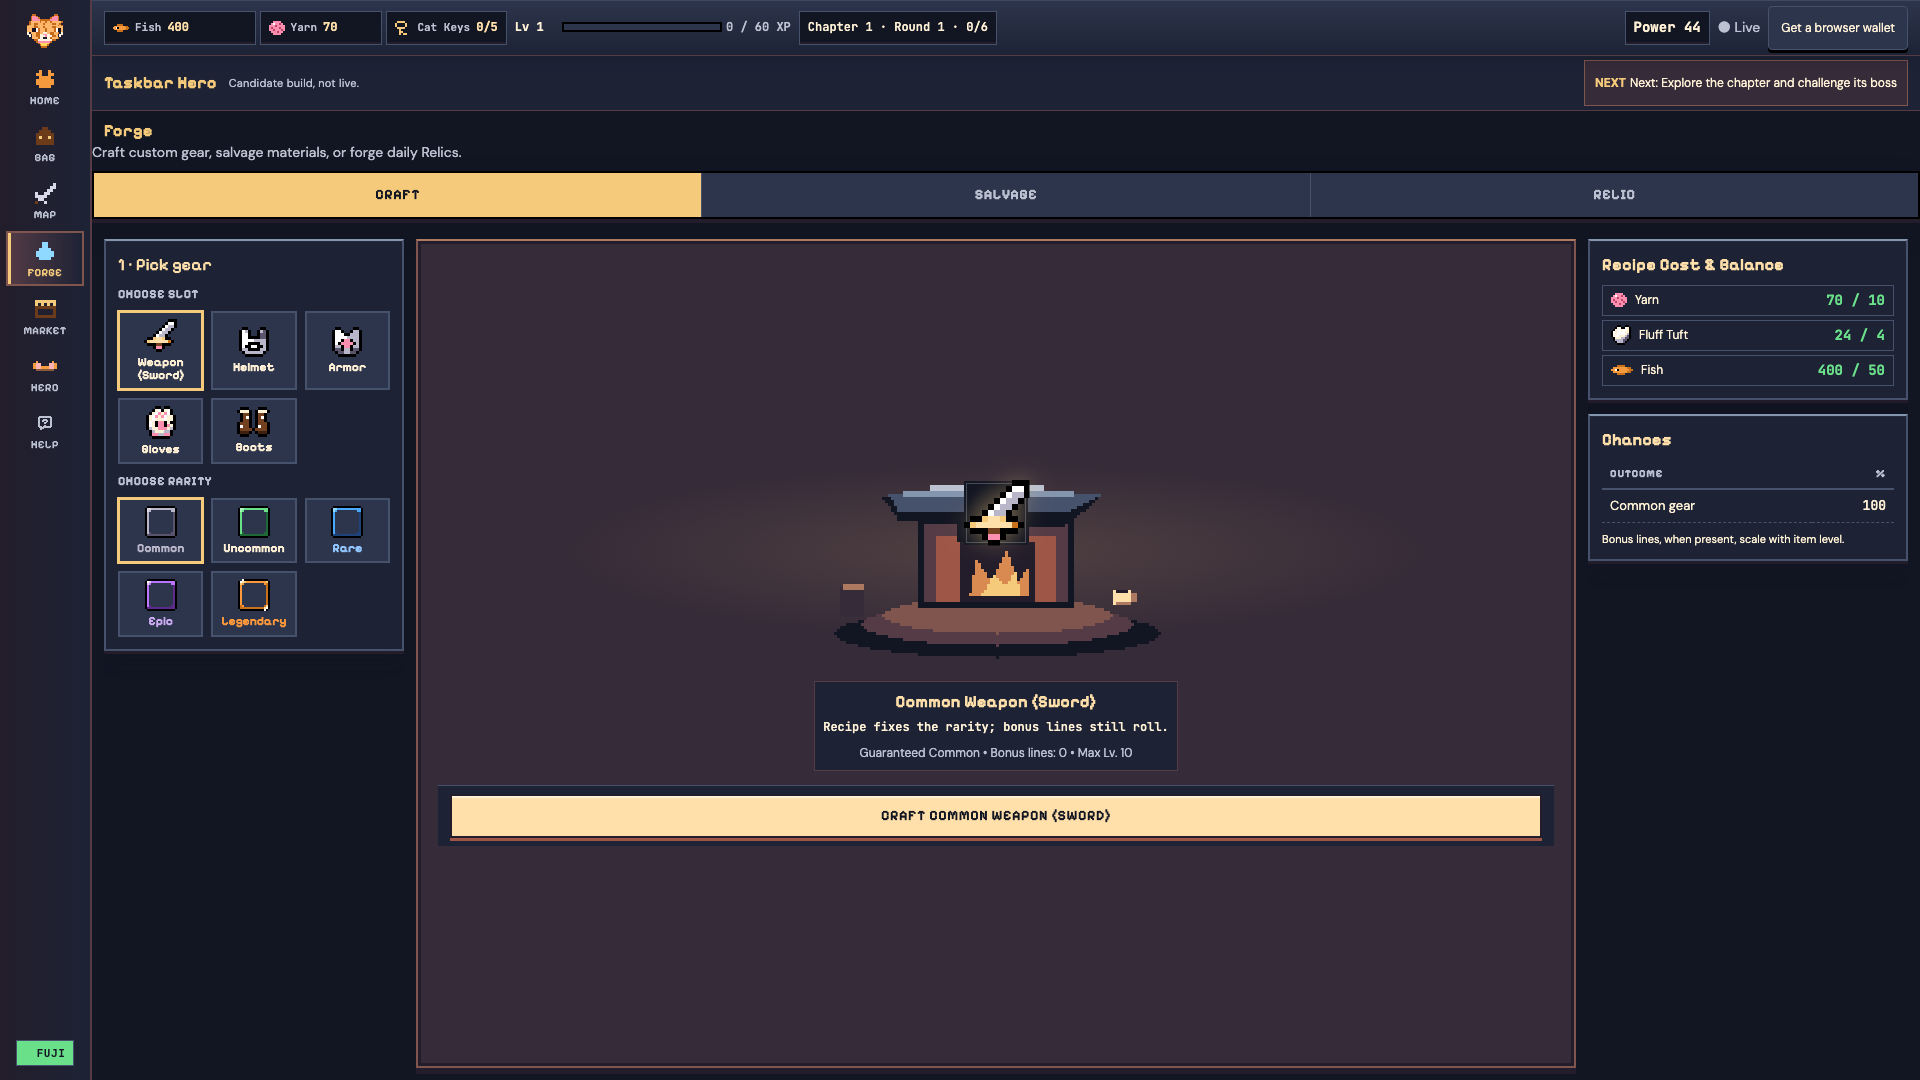 Fish 400
Yarn 70
Cat Keys 0/5
Lv 1
0 / 60 XP
Chapter 1 · Round 1 · 0/6
Power 44
Live
Get a browser wallet
HOME
BAG
MAP
FORGE
MARKET
HERO
HELP
FUJI
Taskbar Hero
Candidate build, not live.
NEXT Next: Explore the chapter and challenge its boss
Forge
Craft custom gear, salvage materials, or forge daily Relics.
CRAFT
SALVAGE
RELIC
1 · Pick gear
CHOOSE SLOT
Weapon
(Sword)
Helmet
Armor
Gloves
Boots
CHOOSE RARITY
Common
Uncommon
Rare
Epic
Legendary
Common Weapon (Sword)
Recipe fixes the rarity; bonus lines still roll.
Guaranteed Common • Bonus lines: 0 • Max Lv. 10
CRAFT COMMON WEAPON (SWORD)
Recipe Cost & Balance
Yarn 70 / 10
Fluff Tuft 24 / 4
Fish 400 / 50
Chances
OUTCOME %
Common gear 100
Bonus lines, when present, scale with item level.